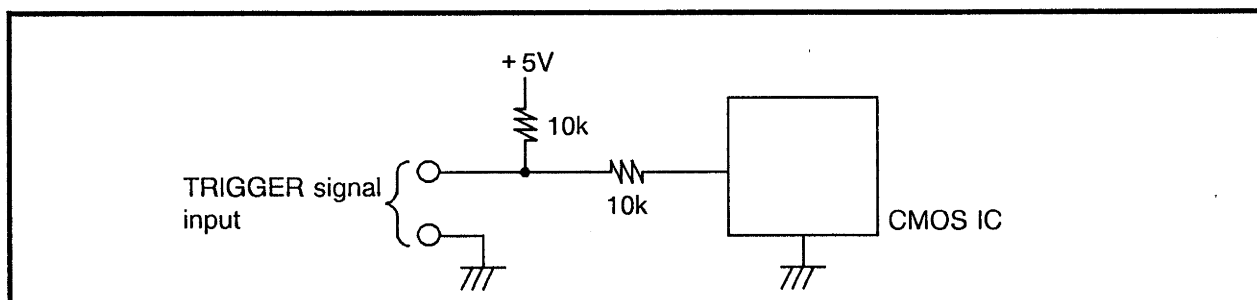 +5V
10k
10k
TRIGGER signal
input
CMOS IC